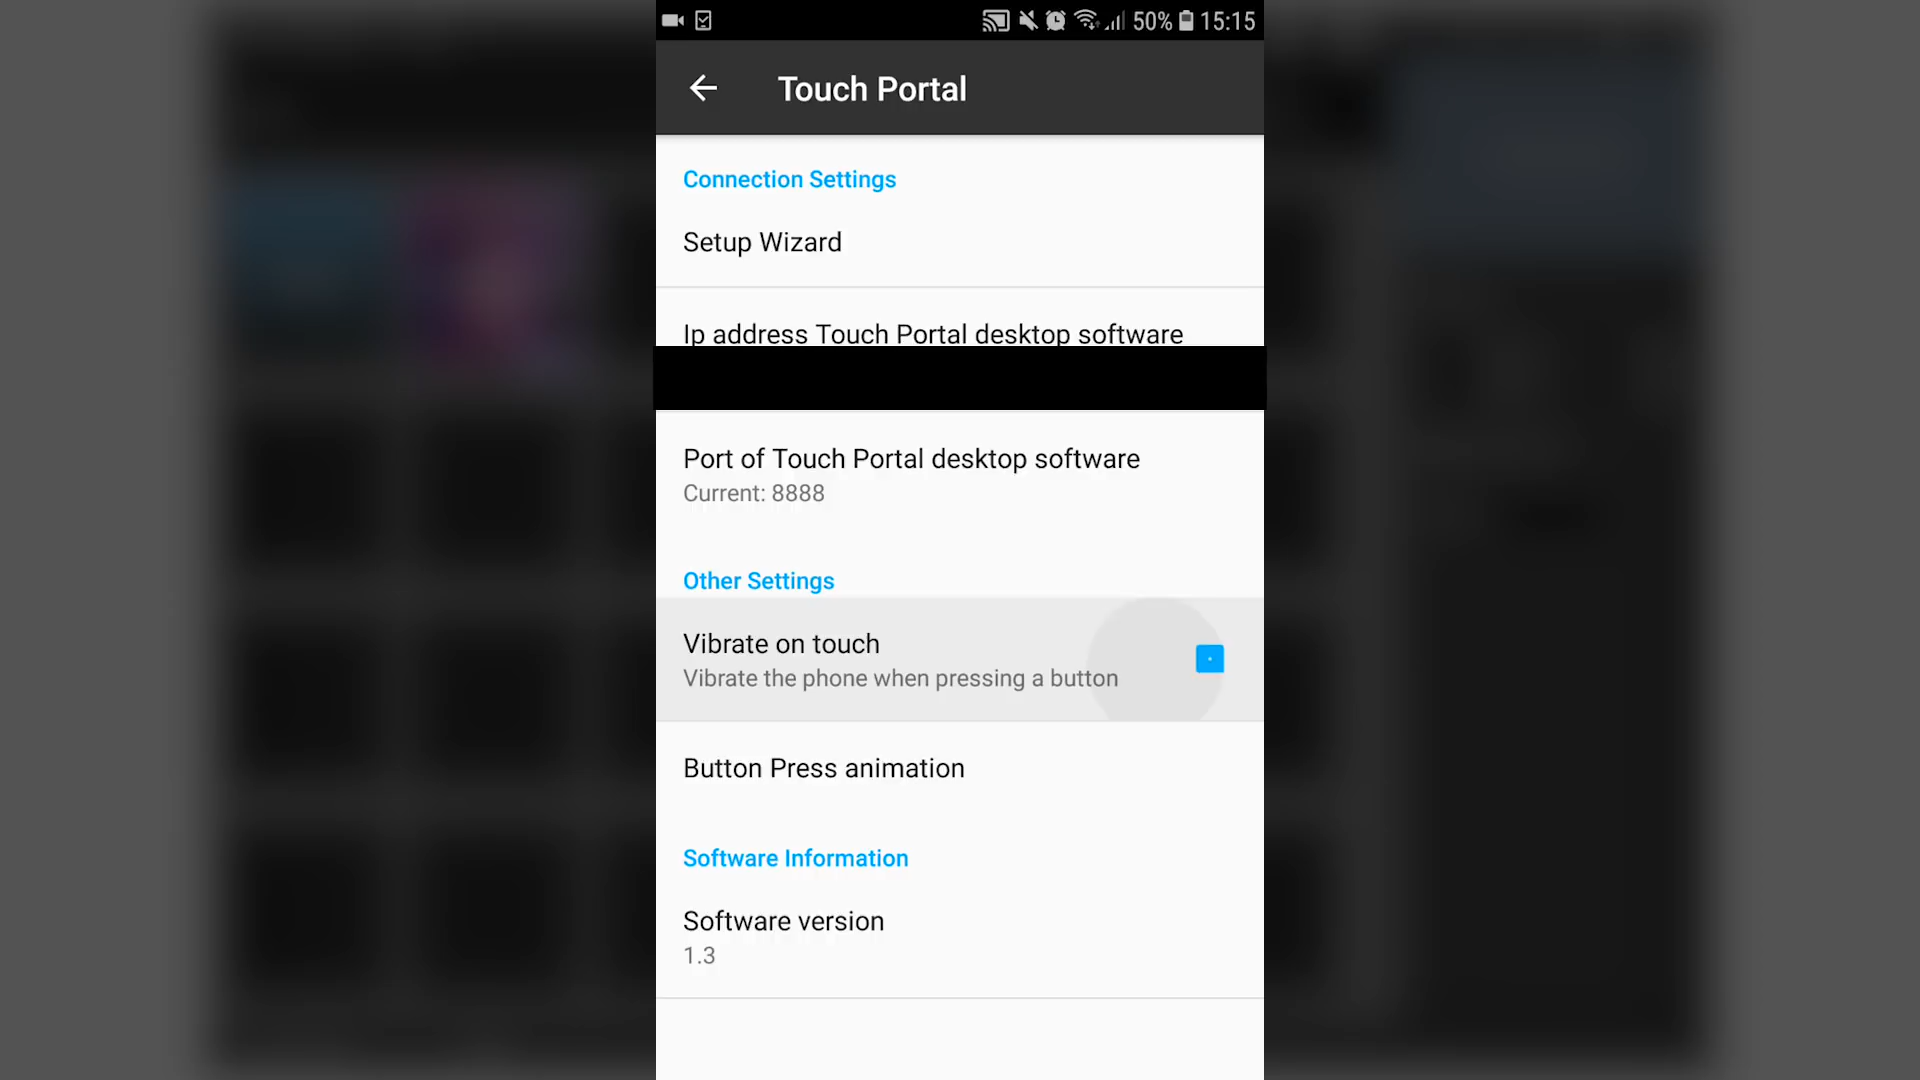 50% 15:15
Touch Portal
Connection Settings
Setup Wizard
Ip address Touch Portal desktop software
Port of Touch Portal desktop software
Current: 8888
Other Settings
Vibrate on touch
Vibrate the phone when pressing a button
Button Press animation
Software Information
Software version
1.3